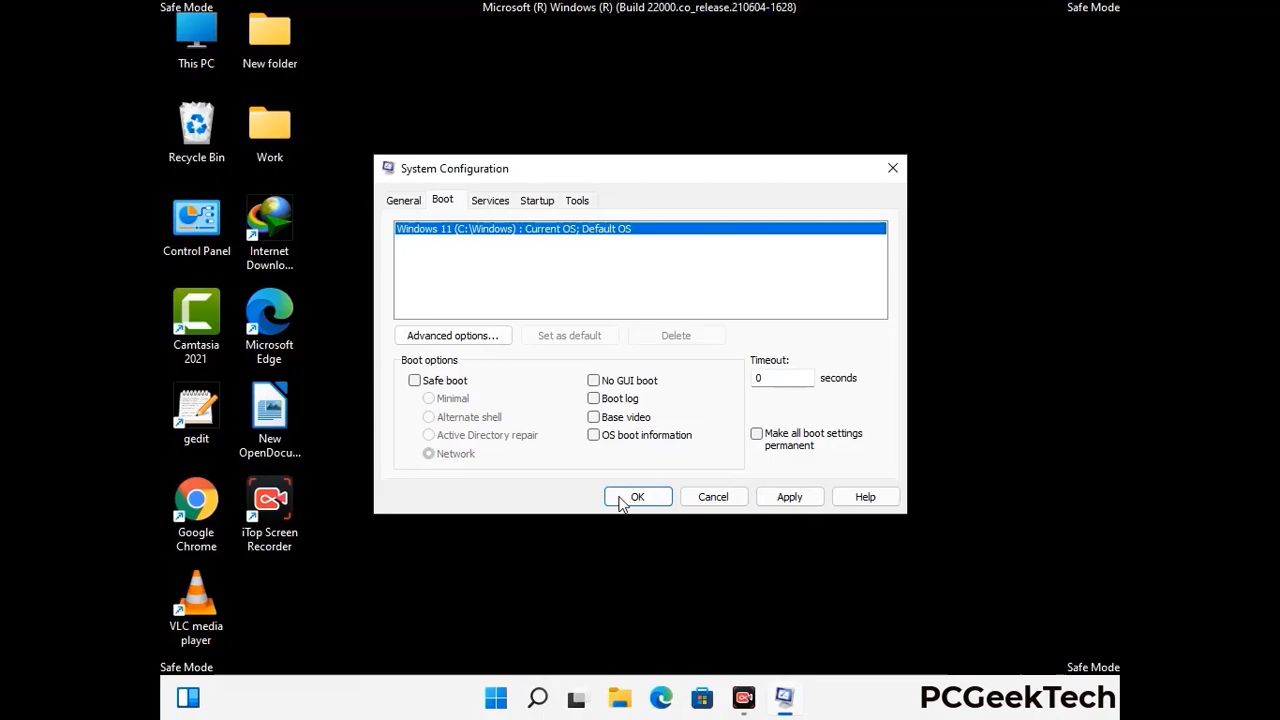 Safe Mode
Microsoft (R) Windows (R) (Build 22000.co_release.210604-1628)
Safe Mode
This PC
New folder
Recycle Bin
Work
Control Panel
Internet
Downlo...
Camtasia
2021
Microsoft
Edge
gedit
New
OpenDocu...
Google
Chrome
iTop Screen
Recorder
VLC media
player
System Configuration
General
Boot
Services
Startup
Tools
Windows 11 (C:\Windows) : Current OS; Default OS
Advanced options...
Set as default
Delete
Boot options
Safe boot
Minimal
Alternate shell
Active Directory repair
Network
No GUI boot
Boot log
Base video
OS boot information
Timeout:
0 seconds
Make all boot settings
permanent
OK
Cancel
Apply
Help
Safe Mode
Safe Mode
PCGeekTech